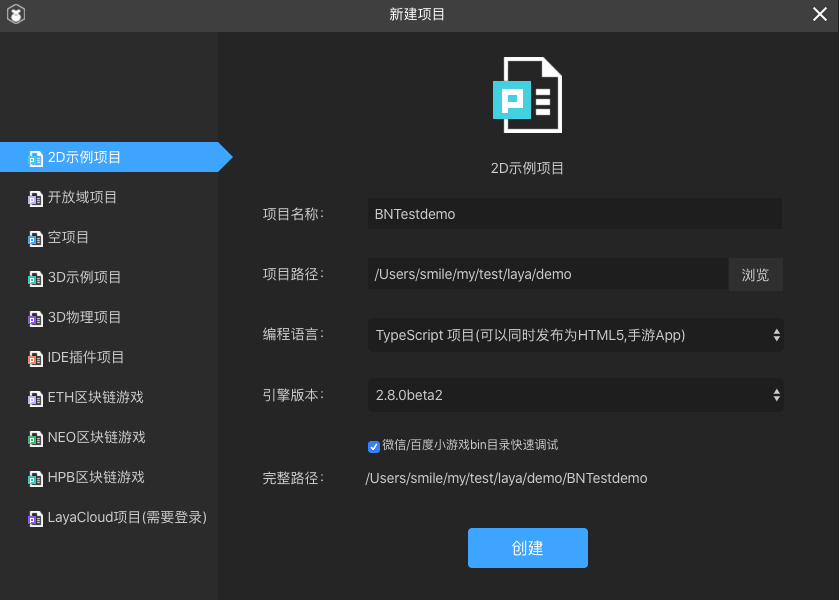 新建项目
2D示例项目
开放域项目
空项目
3D示例项目
3D物理项目
IDE插件项目
ETH区块链游戏
NEO区块链游戏
HPB区块链游戏
LayaCloud项目(需要登录)
2D示例项目
项目名称: BNTestdemo
项目路径: /Users/smile/my/test/laya/demo 浏览
编程语言: TypeScript 项目(可以同时发布为HTML5,手游App)
引擎版本: 2.8.0beta2
微信/百度小游戏bin目录快速调试
完整路径: /Users/smile/my/test/laya/demo/BNTestdemo
创建